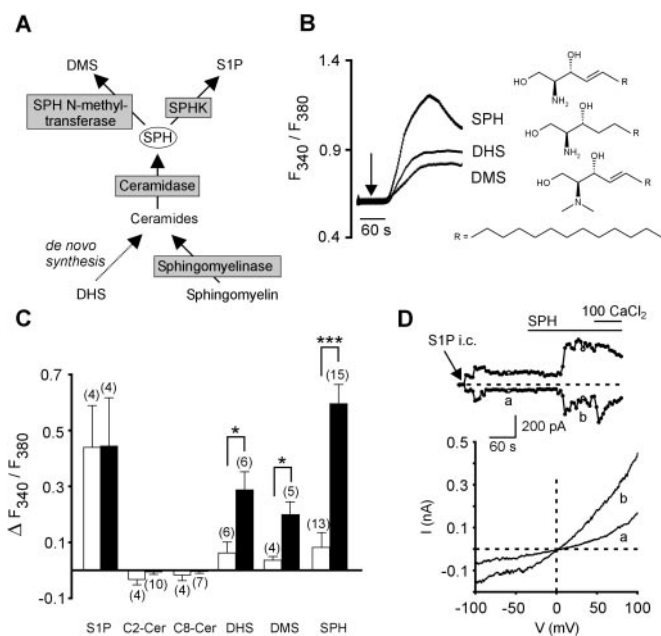 A
DMS
S1P
SPH N-methyl-
transferase
SPHK
SPH
Ceramidase
Ceramides
de novo
synthesis
Sphingomyelinase
DHS
Sphingomyelin
B
F340 / F380
1.4
0.9
0.4
60 s
SPH
DHS
DMS
HO
OH
NH2
R
HO
OH
NH2
R
HO
OH
N
R
R =
C
Δ F340 / F380
0.7
0.5
0.3
0.1
-0.1
(4)
(4)
(4)
(10)
(4)
(7)
(6)
*
(6)
(4)
*
(5)
(13)
***
(15)
S1P
C2-Cer
C8-Cer
DHS
DMS
SPH
D
100 CaCl2
SPH
S1P i.c.
a
b
200 pA
60 s
I (nA)
0.5
0.3
0.1
-0.1
b
a
-100
-50
0
50
100
V (mV)